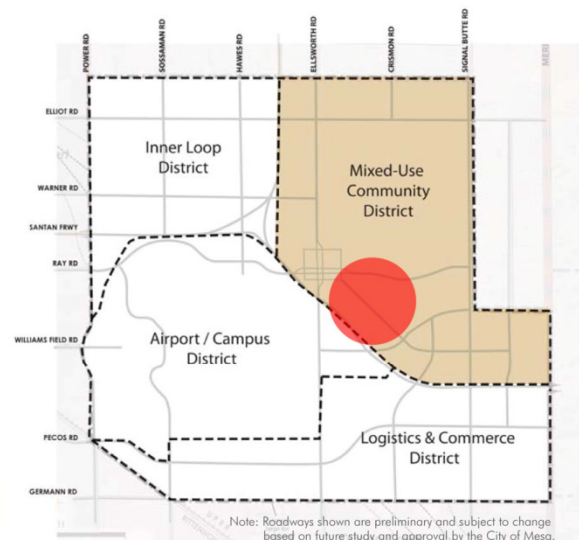 POWER RD
SOSSAMAN RD
HAWES RD
ELLSWORTH RD
CRISMON RD
SIGNAL BUTTE RD
MERI
ELLIOT RD
Inner Loop
District
Mixed-Use
Community
District
WARNER RD
SANTAN FRWY
RAY RD
WILLIAMS FIELD RD
Airport / Campus
District
PECOS RD
Logistics & Commerce
District
GERMANN RD
Note: Roadways shown are preliminary and subject to change
based on future study and approval by the City of Mesa.